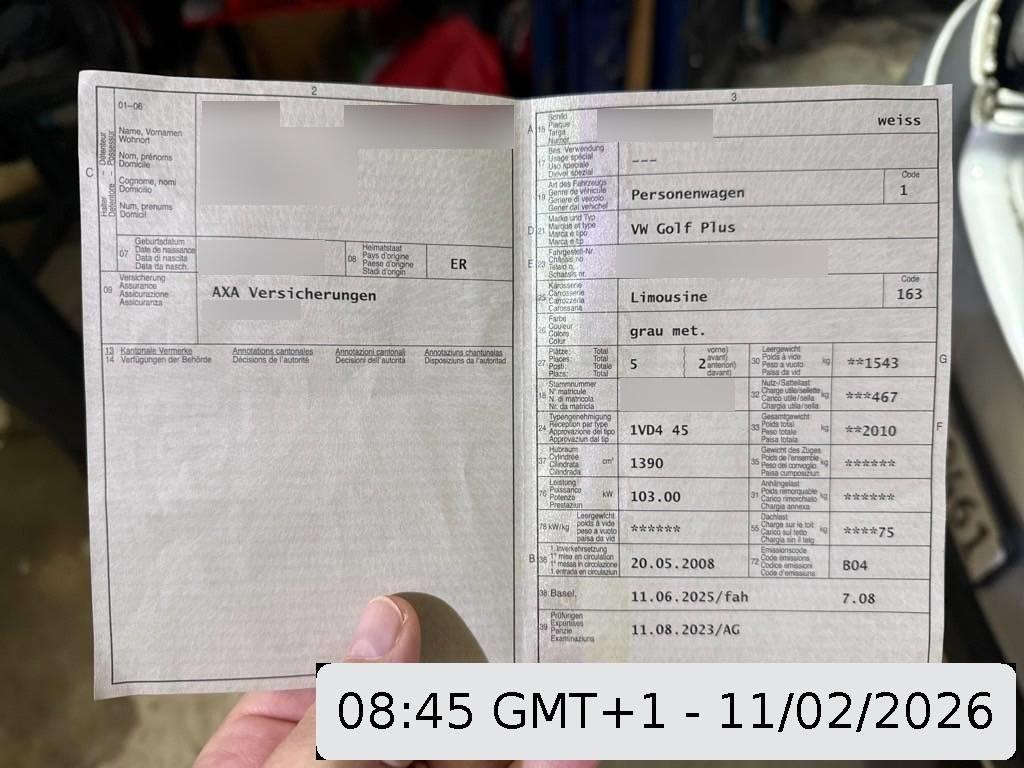 2
01–06
Détenteur
Possessur
C
Halter
Detentore
Name, Vornamen
Wohnort
Nom, prénoms
Domicile
Cognome, nomi
Domicilio
Num, prenums
Domicil
07
Geburtsdatum
Date de naissance
Data di nascita
Data da nasch.
08
Heimatstaat
Pays d'origine
Paese d'origine
Stadi d'origin
ER
09
Versicherung
Assurance
Assicurazione
Assicuranza
AXA Versicherungen
13 Kantonale Vermerke Annotations cantonales Annotazioni cantonali Annotaziuns chantunalas
14 Verfügungen der Behörde Décisions de l'autorité Decisioni dell'autorità Disposiziuns da l'autoritad
3
A 15
Schild
Plaque
Targa
Numer
weiss
17
Bes. Verwendung
Usage spécial
Uso speciale
Diever spezial
---
19
Art des Fahrzeugs
Genre de véhicule
Genere di veicolo
Gener dal vehichel
Personenwagen
Code
1
D 21
Marke und Typ
Marque et type
Marca e tipo
Marca e tip
VW Golf Plus
E 23
Fahrgestell-Nr.
Châssis no
Telaio n.
Schassis nr.
25
Karosserie
Carrosserie
Carrozzeria
Carossaria
Limousine
Code
163
26
Farbe
Couleur
Colore
Colur
grau met.
27
Plätze: Total
Places: Total
Posti: Totale
Plazs: Total
5
2
vorne)
avant)
anteriori)
davant)
30
Leergewicht
Poids à vide
Peso a vuoto
Paisa da vid
kg
**1543
G
18
Stammnummer
N° matricule
N. di matricola
Nr. da matricla
32
Nutz-/Sattellast
Charge utile/sellette
Carico utile/sella
Chargia utila/sella
kg
***467
24
Typengenehmigung
Réception par type
Approvazione del tipo
Approvaziun dal tip
1VD4 45
33
Gesamtgewicht
Poids total
Peso totale
Paisa totala
kg
**2010
F
37
Hubraum
Cylindrée
Cilindrata
Cilindrada
cm³
1390
35
Gewicht des Zuges
Poids de l'ensemble
Peso del convoglio
Paisa cumposiziun
kg
******
76
Leistung
Puissance
Potenza
Prestaziun
kW
103.00
31
Anhängelast
Poids remorquable
Carico rimorchiato
Chargia annexa
kg
******
78 kW/kg
Leergewicht
poids à vide
peso a vuoto
paisa da vid
******
55
Dachlast
Charge sur le toit
Carico sul tetto
Chargia sin il tetg
kg
****75
B 36
1. Inverkehrsetzung
1re mise en circulation
1a messa in circolazione
1. entrada en circulaziun
20.05.2008
72
Emissionscode
Code émissions
Codice emissioni
Code d'emissiuns
B04
38 Basel,
11.06.2025/fah
7.08
39
Prüfungen
Expertises
Perizie
Examinaziuns
11.08.2023/AG
08:45 GMT+1 - 11/02/2026